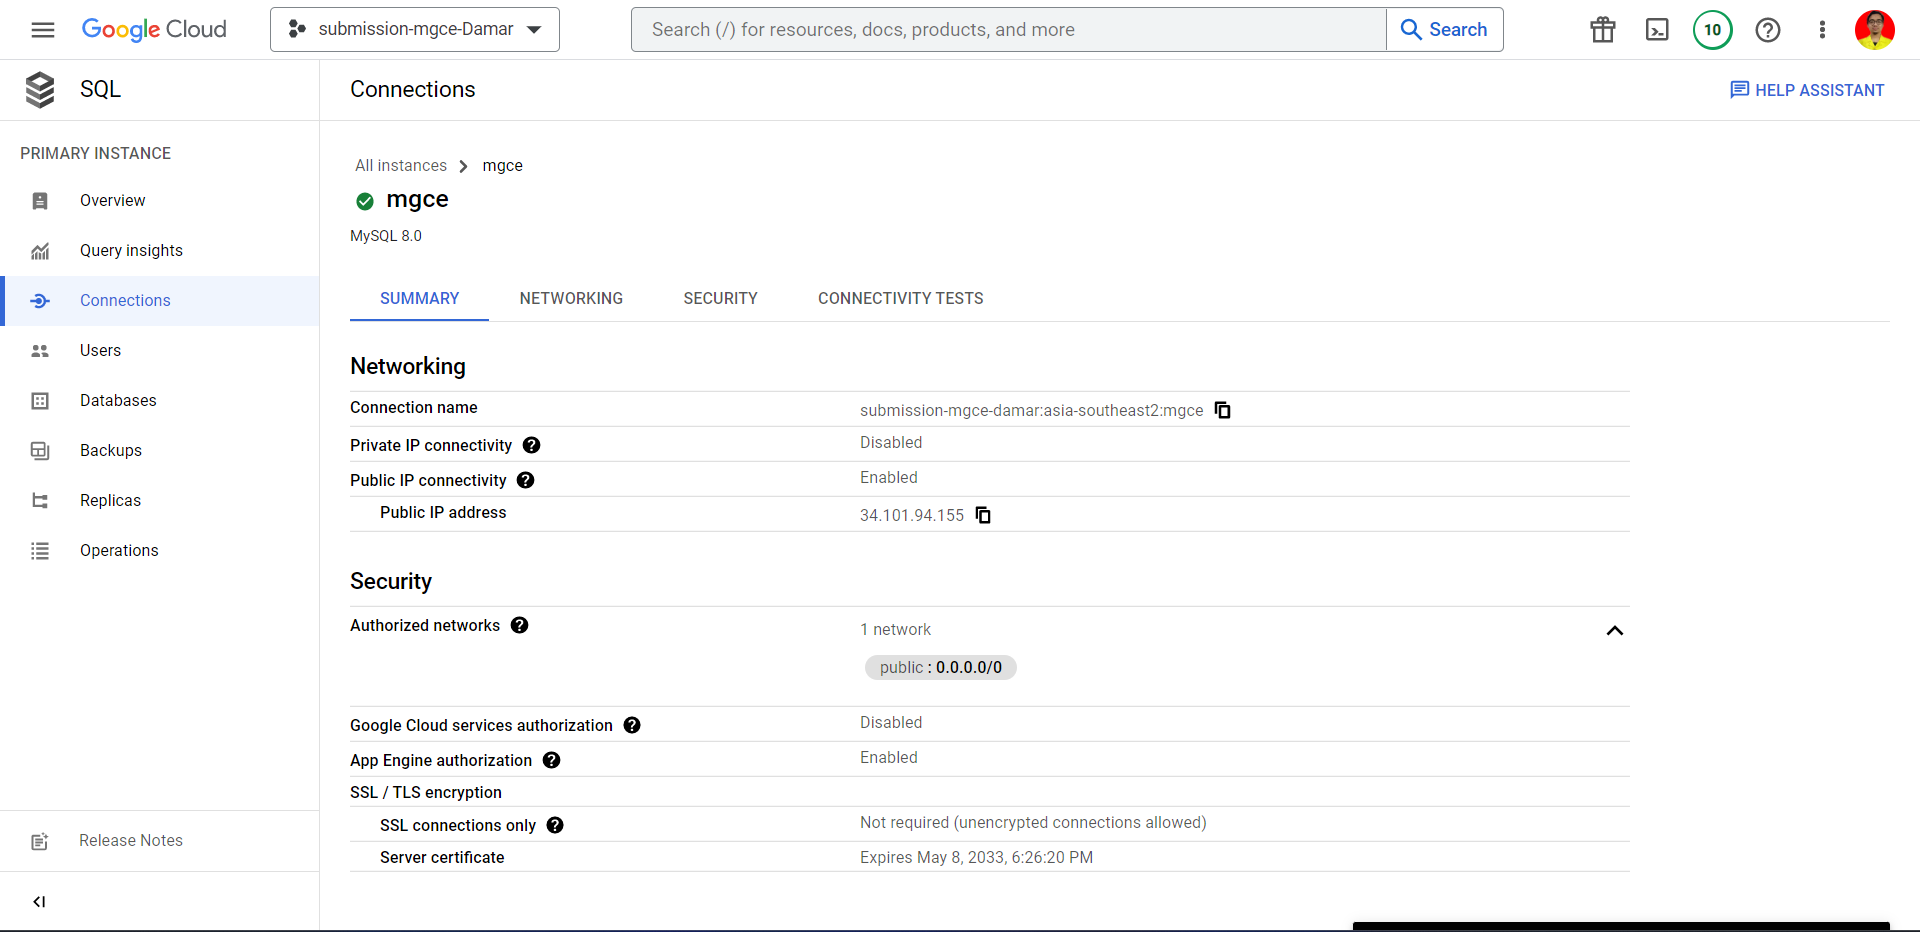 Google Cloud
submission-mgce-Damar
Search (/) for resources, docs, products, and more
Search
10
SQL
Connections
HELP ASSISTANT
PRIMARY INSTANCE
Overview
Query insights
Connections
Users
Databases
Backups
Replicas
Operations
Release Notes
All instances
mgce
mgce
MySQL 8.0
SUMMARY
NETWORKING
SECURITY
CONNECTIVITY TESTS
Networking
Connection name
submission-mgce-damar:asia-southeast2:mgce
Private IP connectivity
Disabled
Public IP connectivity
Enabled
Public IP address
34.101.94.155
Security
Authorized networks
1 network
public : 0.0.0.0/0
Google Cloud services authorization
Disabled
App Engine authorization
Enabled
SSL / TLS encryption
SSL connections only
Not required (unencrypted connections allowed)
Server certificate
Expires May 8, 2033, 6:26:20 PM